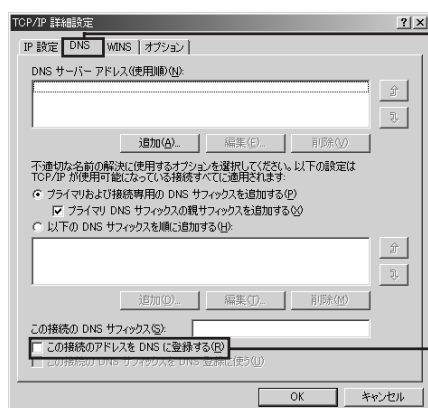 TCP/IP 詳細設定
IP 設定 DNS WINS オプション
DNS サーバー アドレス(使用順)(N):
追加(A)... 編集(E)... 削除(V)
不適切な名前の解決に使用するオプションを選択してください。以下の設定は
TCP/IP が使用可能になっている接続すべてに適用されます:
プライマリおよび接続専用の DNS サフィックスを追加する(P)
プライマリ DNS サフィックスの親サフィックスを追加する(X)
以下の DNS サフィックスを順に追加する(H):
追加(D)... 編集(T)... 削除(M)
この接続の DNS サフィックス(S):
この接続のアドレスを DNS に登録する(R)
この接続の DNS サフィックスを DNS 登録に使う(U)
OK キャンセル